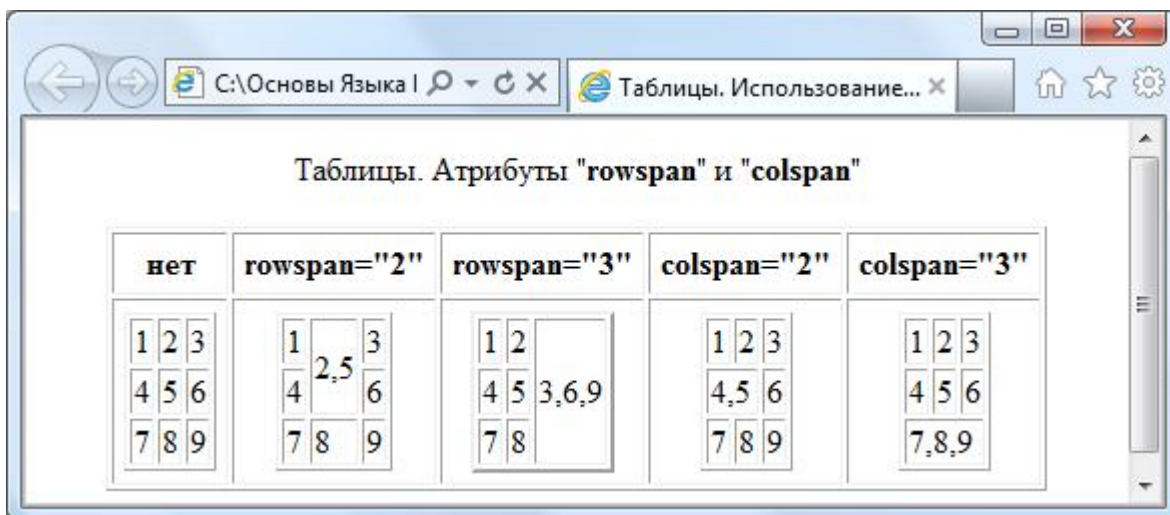 C:\Основы Языка
Таблицы. Использование...
Таблицы. Атрибуты "rowspan" и "colspan"
нет rowspan="2" rowspan="3" colspan="2" colspan="3"
1 2 3 1 2,5 3 1 2 3,6,9 1 2 3 1 2 3
4 5 6 4 6 4 5 4,5 6 4 5 6
7 8 9 7 8 9 7 8 7 8 9 7,8,9